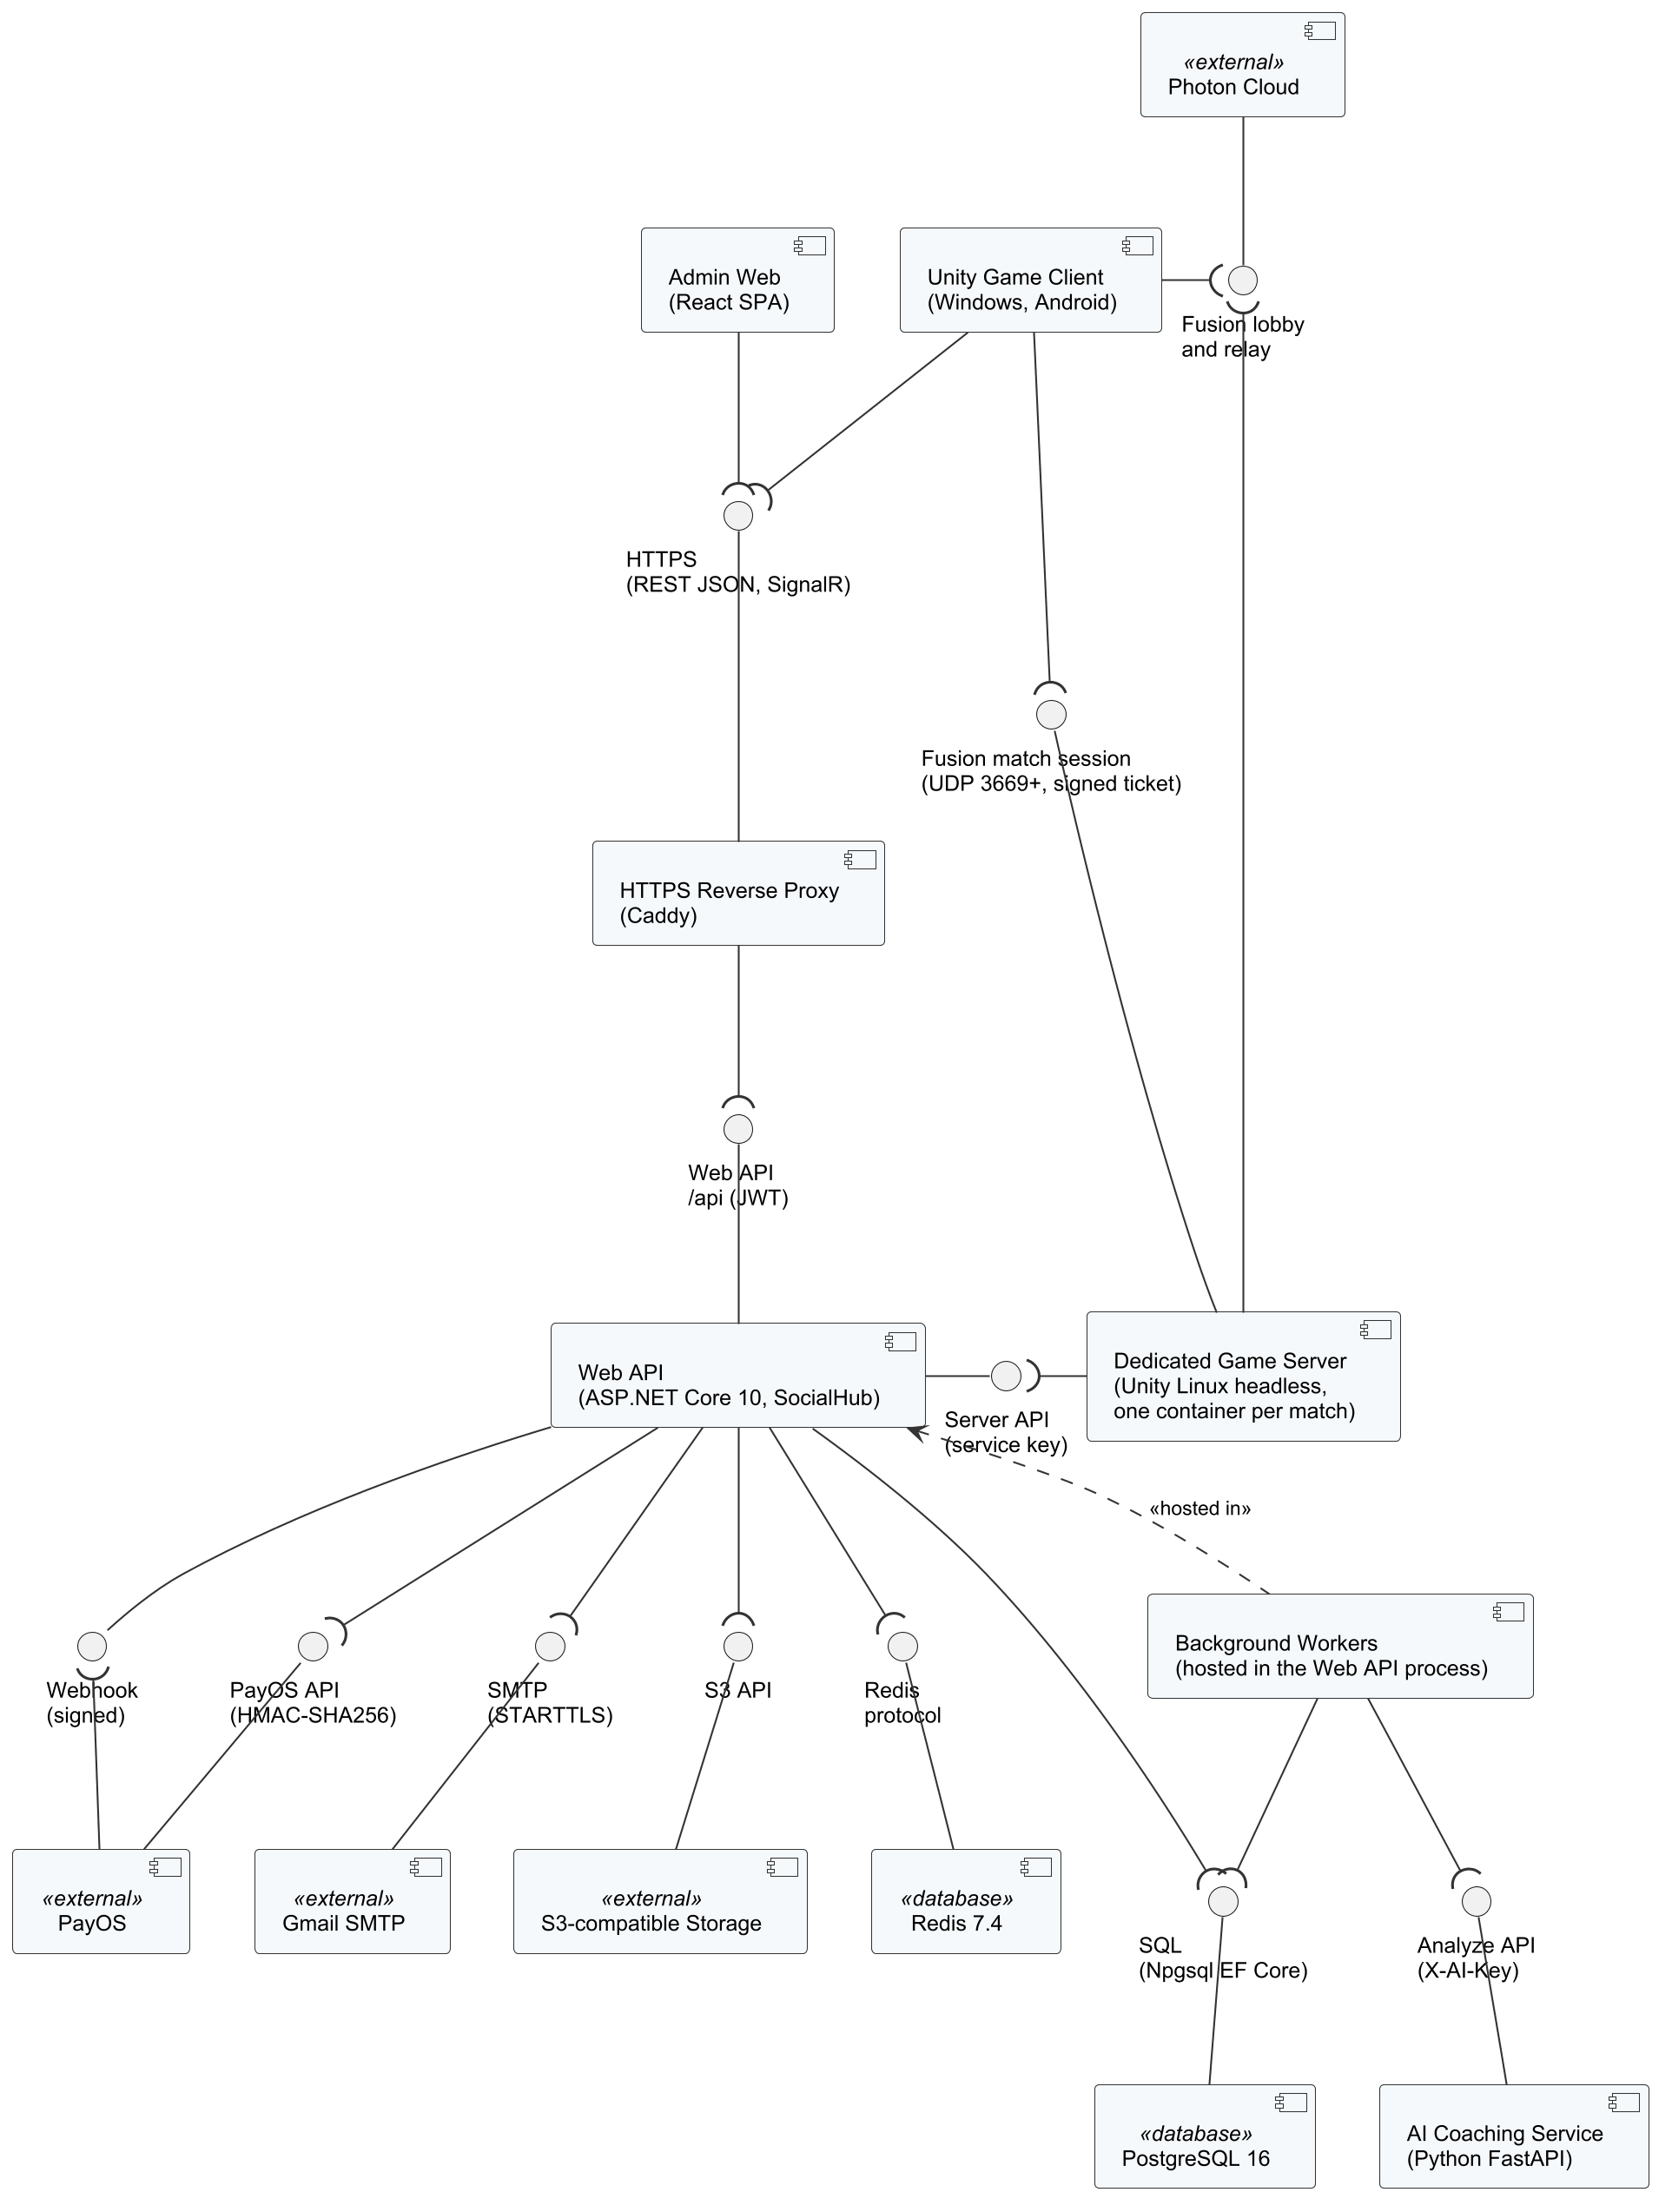 «external»
Photon Cloud
Admin Web
(React SPA)
Unity Game Client
(Windows, Android)
Fusion lobby
and relay
HTTPS
(REST JSON, SignalR)
Fusion match session
(UDP 3669+, signed ticket)
HTTPS Reverse Proxy
(Caddy)
Web API
/api (JWT)
Web API
(ASP.NET Core 10, SocialHub)
Server API
(service key)
Dedicated Game Server
(Unity Linux headless,
one container per match)
«hosted in»
Background Workers
(hosted in the Web API process)
Webhook
(signed)
PayOS API
(HMAC-SHA256)
SMTP
(STARTTLS)
S3 API
Redis
protocol
«external»
PayOS
«external»
Gmail SMTP
«external»
S3-compatible Storage
«database»
Redis 7.4
SQL
(Npgsql EF Core)
Analyze API
(X-AI-Key)
«database»
PostgreSQL 16
AI Coaching Service
(Python FastAPI)